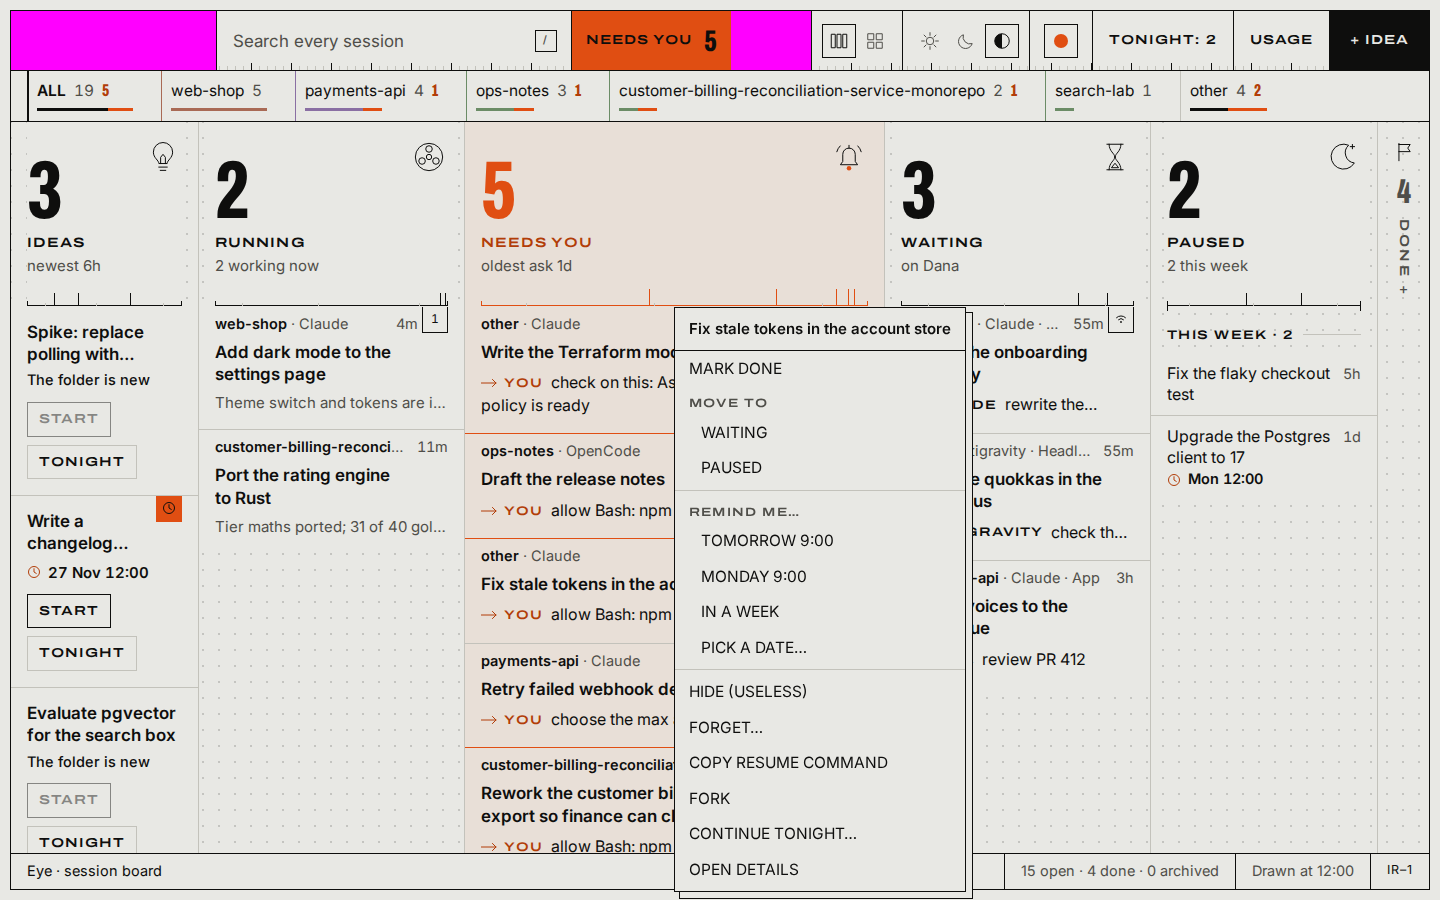 Search every session
/
NEEDS YOU 5
TONIGHT: 2
USAGE
+ IDEA
ALL 19 5
web-shop 5
payments-api 4 1
ops-notes 3 1
customer-billing-reconciliation-service-monorepo 2 1
search-lab 1
other 4 2
3
IDEAS
newest 6h
Spike: replace
polling with…
The folder is new
START
TONIGHT
Write a
changelog…
27 Nov 12:00
START
TONIGHT
Evaluate pgvector
for the search box
The folder is new
START
TONIGHT
2
RUNNING
2 working now
web-shop · Claude 4m 1
Add dark mode to the
settings page
Theme switch and tokens are i…
customer-billing-reconci… 11m
Port the rating engine
to Rust
Tier maths ported; 31 of 40 gol…
5
NEEDS YOU
oldest ask 1d
other · Claude
Write the Terraform mod
→ YOU check on this: As
policy is ready
ops-notes · OpenCode
Draft the release notes
→ YOU allow Bash: npm
other · Claude
Fix stale tokens in the ac
→ YOU allow Bash: npm
payments-api · Claude
Retry failed webhook de
→ YOU choose the max
customer-billing-reconcilia
Rework the customer bi
export so finance can cl
→ YOU allow Bash: npm
Fix stale tokens in the account store
MARK DONE
MOVE TO
WAITING
PAUSED
REMIND ME…
TOMORROW 9:00
MONDAY 9:00
IN A WEEK
PICK A DATE…
HIDE (USELESS)
FORGET…
COPY RESUME COMMAND
FORK
CONTINUE TONIGHT…
OPEN DETAILS
3
WAITING
on Dana
· Claude · … 55m
he onboarding
y
DE rewrite the…
igravity · Headl… 55m
e quokkas in the
us
GRAVITY check th…
-api · Claude · App 3h
voices to the
ue
review PR 412
2
PAUSED
2 this week
THIS WEEK · 2
Fix the flaky checkout 5h
test
Upgrade the Postgres 1d
client to 17
Mon 12:00
4
DONE +
Eye · session board
15 open · 4 done · 0 archived
Drawn at 12:00
IR–1